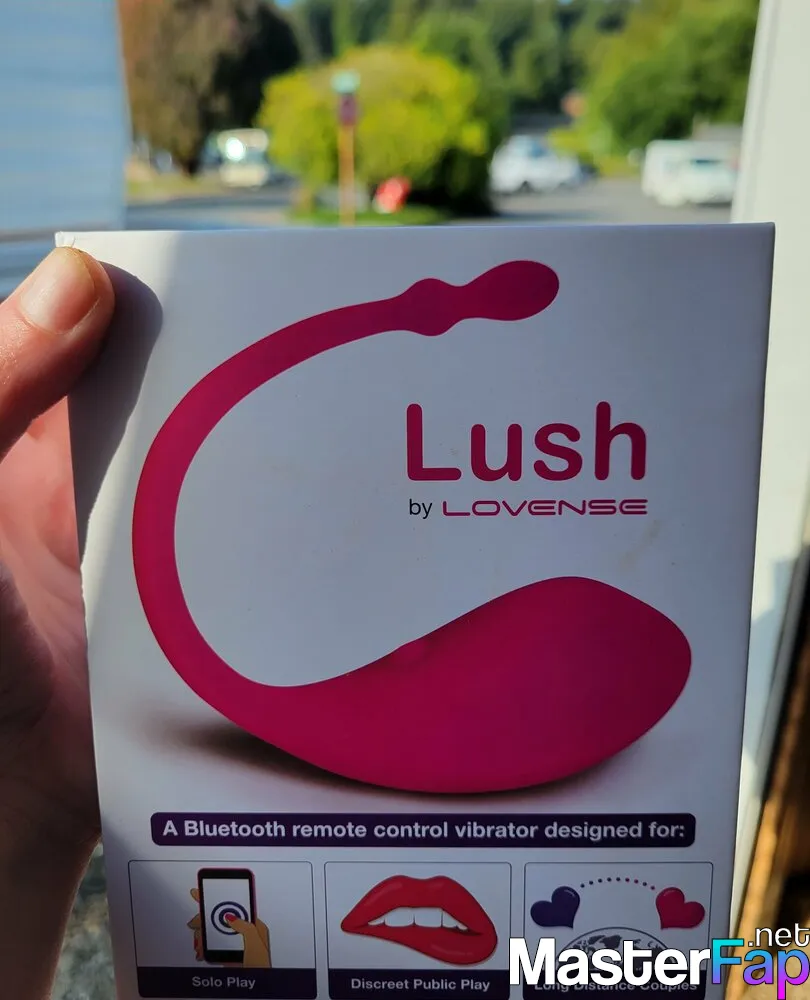 Lush
by LOVENSE
A Bluetooth remote control vibrator designed for:
Solo Play
Discreet Public Play
Long Distance Couples
MasterFap.net